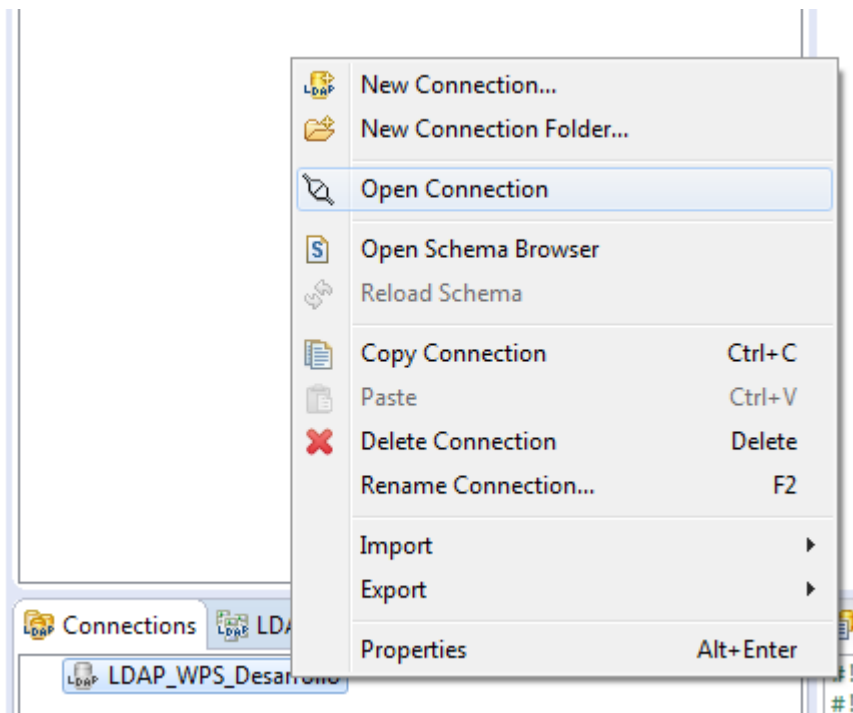 New Connection...
New Connection Folder...
Open Connection
Open Schema Browser
Reload Schema
Copy Connection Ctrl+C
Paste Ctrl+V
Delete Connection Delete
Rename Connection... F2
Import
Export
Properties Alt+Enter
Connections
LDAP_WPS_Desarrollo
#!
#!